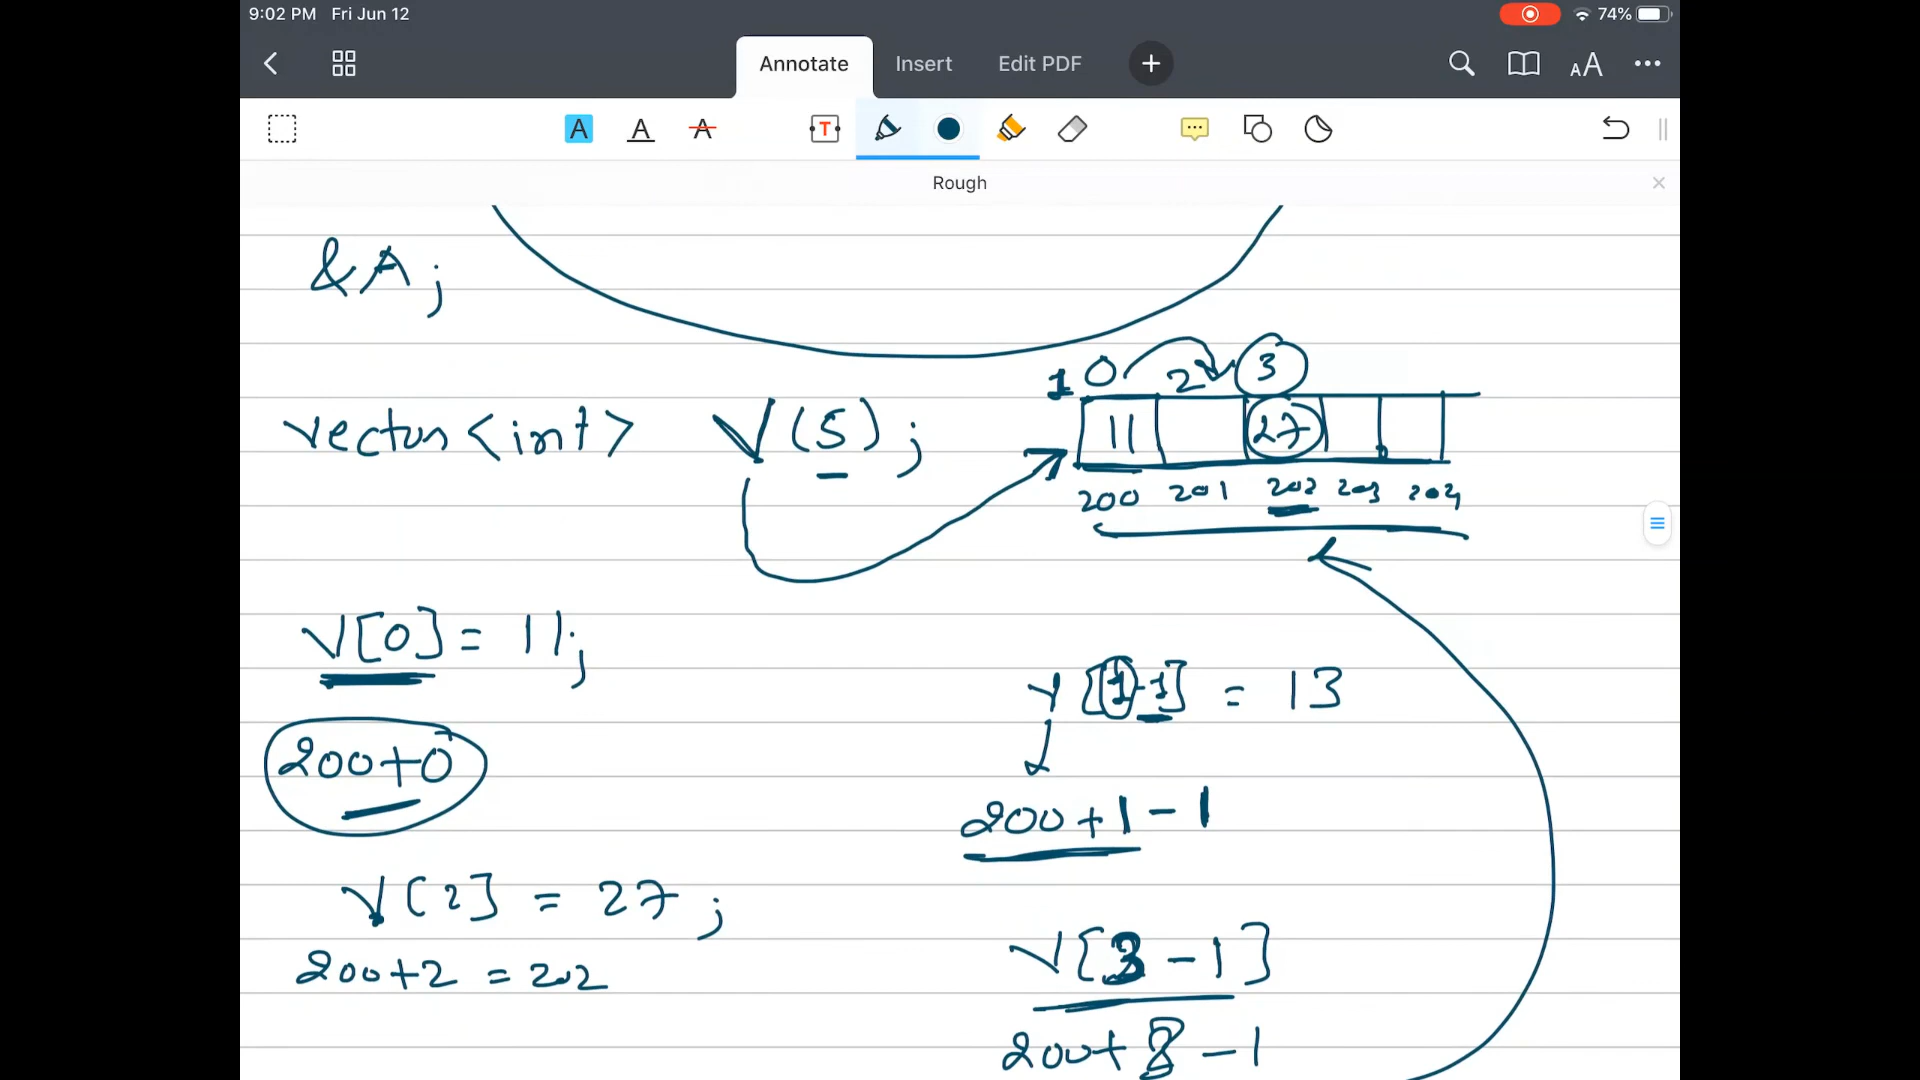 9:02 PM Fri Jun 12 74%
Annotate Insert Edit PDF +
A A A T
Rough
&A;
1 0 2 3
vector <int> V(5);
11 27
200 201 202 203 204
V[0] = 11;
V[1-1] = 13
200+0
200+1-1
V[2] = 27;
V[3-1]
200+2 = 202
200+3-1